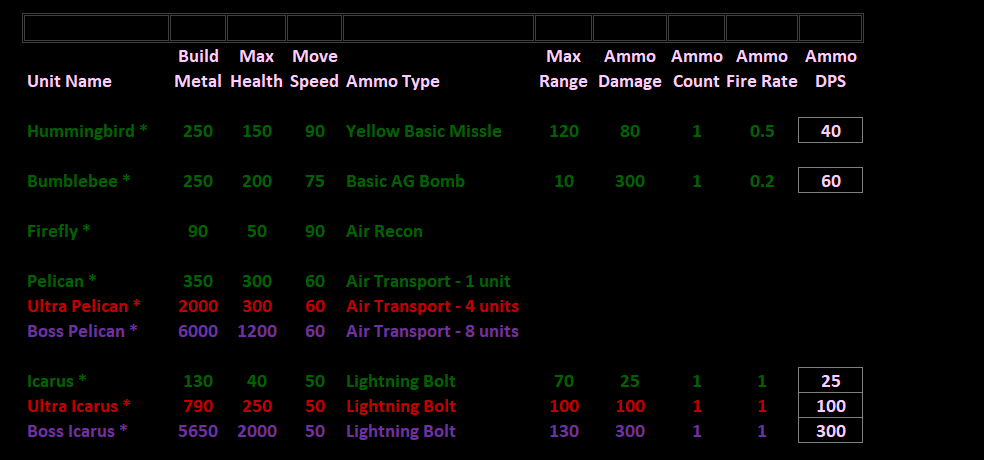 Build Max Move Max Ammo Ammo Ammo Ammo
Unit Name Metal Health Speed Ammo Type Range Damage Count Fire Rate DPS
Hummingbird * 250 150 90 Yellow Basic Missle 120 80 1 0.5 40
Bumblebee * 250 200 75 Basic AG Bomb 10 300 1 0.2 60
Firefly * 90 50 90 Air Recon
Pelican * 350 300 60 Air Transport - 1 unit
Ultra Pelican * 2000 300 60 Air Transport - 4 units
Boss Pelican * 6000 1200 60 Air Transport - 8 units
Icarus * 130 40 50 Lightning Bolt 70 25 1 1 25
Ultra Icarus * 790 250 50 Lightning Bolt 100 100 1 1 100
Boss Icarus * 5650 2000 50 Lightning Bolt 130 300 1 1 300